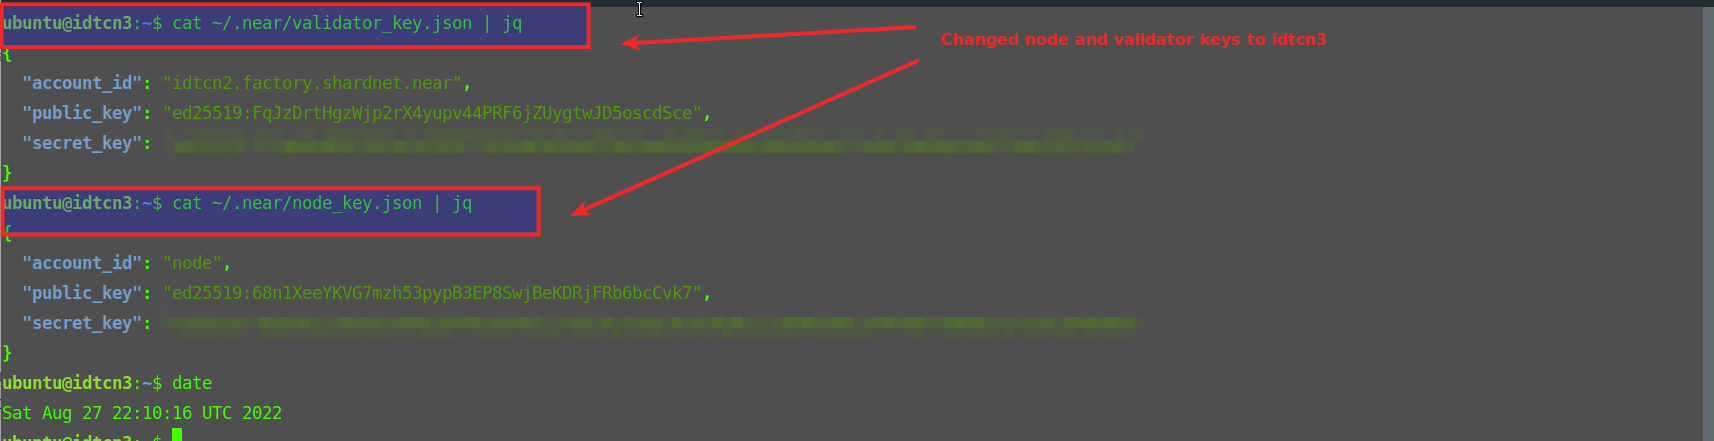 ubuntu@idtcn3:~$ cat ~/.near/validator_key.json | jq
Changed node and validator keys to idtcn3
{
"account_id": "idtcn2.factory.shardnet.near",
"public_key": "ed25519:FqJzDrtHgzWjp2rX4yupv44PRF6jZUygtwJD5oscdSce",
"secret_key":
}
ubuntu@idtcn3:~$ cat ~/.near/node_key.json | jq
{
"account_id": "node",
"public_key": "ed25519:68n1XeeYKVG7mzh53pypB3EP8SwjBeKDRjFRb6bcCvk7",
"secret_key":
}
ubuntu@idtcn3:~$ date
Sat Aug 27 22:10:16 UTC 2022
ubuntu@idtcn3:~$